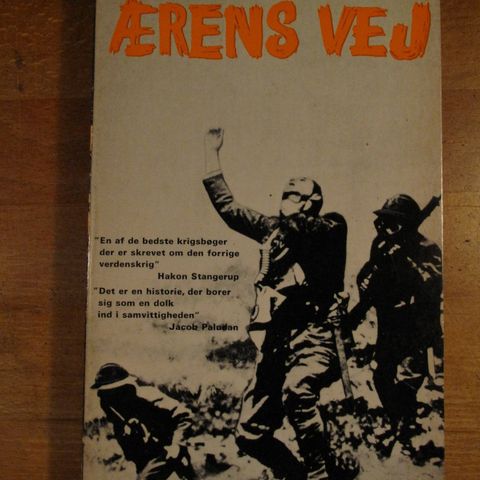 ÆRENS VEJ
"En af de bedste krigsbøger
der er skrevet om den forrige
verdenskrig"
Hakon Stangerup
"Det er en historie, der borer
sig som en dolk
ind i samvittigheden"
Jacob Paludan